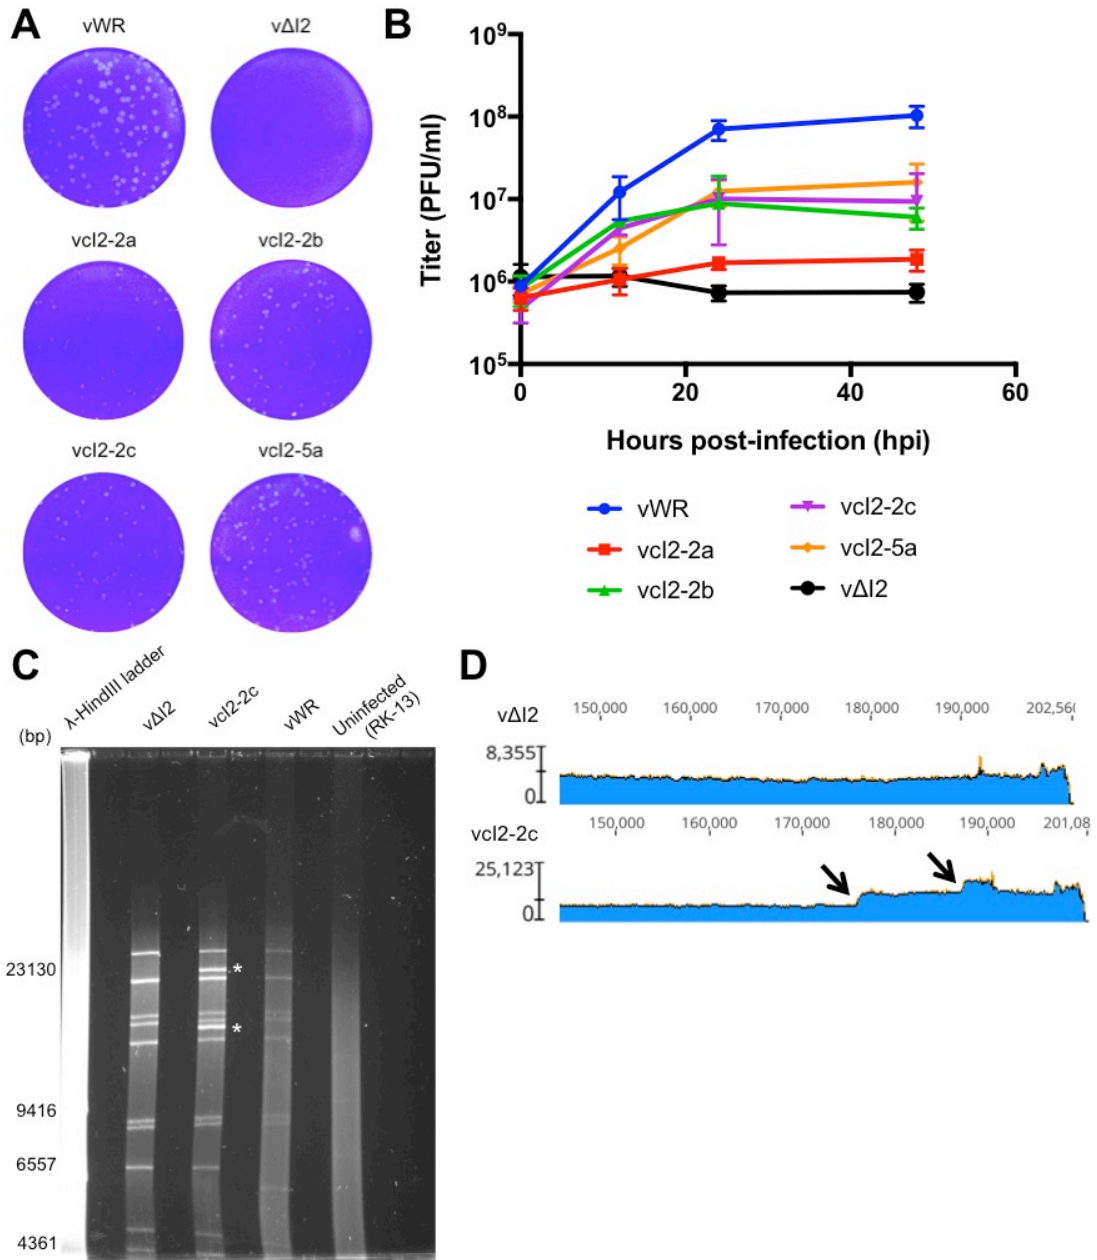 A
vWR
vΔI2
vcI2-2a
vcI2-2b
vcI2-2c
vcI2-5a
B
Titer (PFU/ml)
10⁹
10⁸
10⁷
10⁶
10⁵
0
20
40
60
Hours post-infection (hpi)
vWR
vcI2-2a
vcI2-2b
vcI2-2c
vcI2-5a
vΔI2
C
λ-HindIII ladder
vΔI2
vcI2-2c
vWR
Uninfected
(RK-13)
(bp)
23130
9416
6557
4361
*
*
D
vΔI2
150,000 160,000 170,000 180,000 190,000 202,56
8,355
0
vcI2-2c
150,000 160,000 170,000 180,000 190,000 201,08
25,123
0